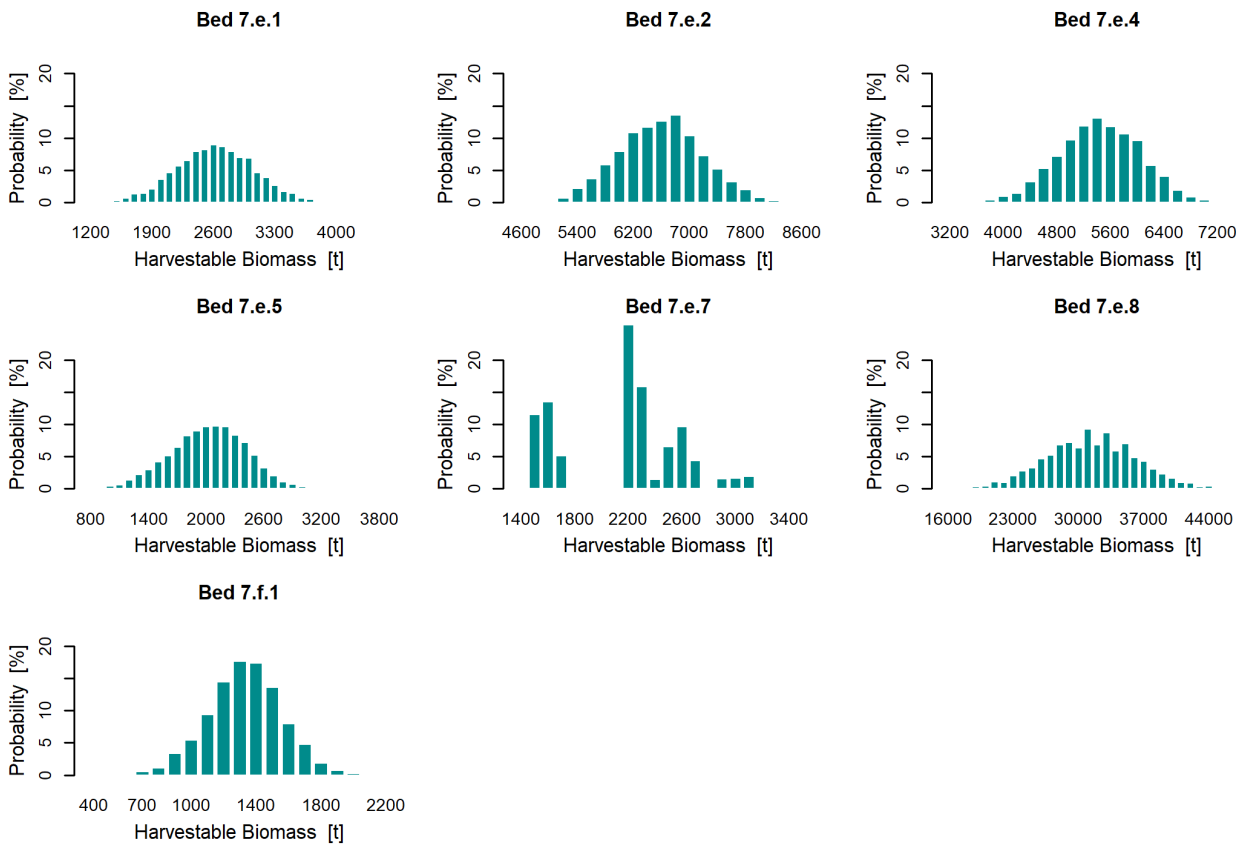 Bed 7.e.1
Probability [%]
20
10
5
0
1200 1900 2600 3300 4000
Harvestable Biomass [t]
Bed 7.e.2
Probability [%]
20
10
5
0
4600 5400 6200 7000 7800 8600
Harvestable Biomass [t]
Bed 7.e.4
Probability [%]
20
10
5
0
3200 4000 4800 5600 6400 7200
Harvestable Biomass [t]
Bed 7.e.5
Probability [%]
20
10
5
0
800 1400 2000 2600 3200 3800
Harvestable Biomass [t]
Bed 7.e.7
Probability [%]
20
10
5
0
1400 1800 2200 2600 3000 3400
Harvestable Biomass [t]
Bed 7.e.8
Probability [%]
20
10
5
0
16000 23000 30000 37000 44000
Harvestable Biomass [t]
Bed 7.f.1
Probability [%]
20
10
5
0
400 700 1000 1400 1800 2200
Harvestable Biomass [t]